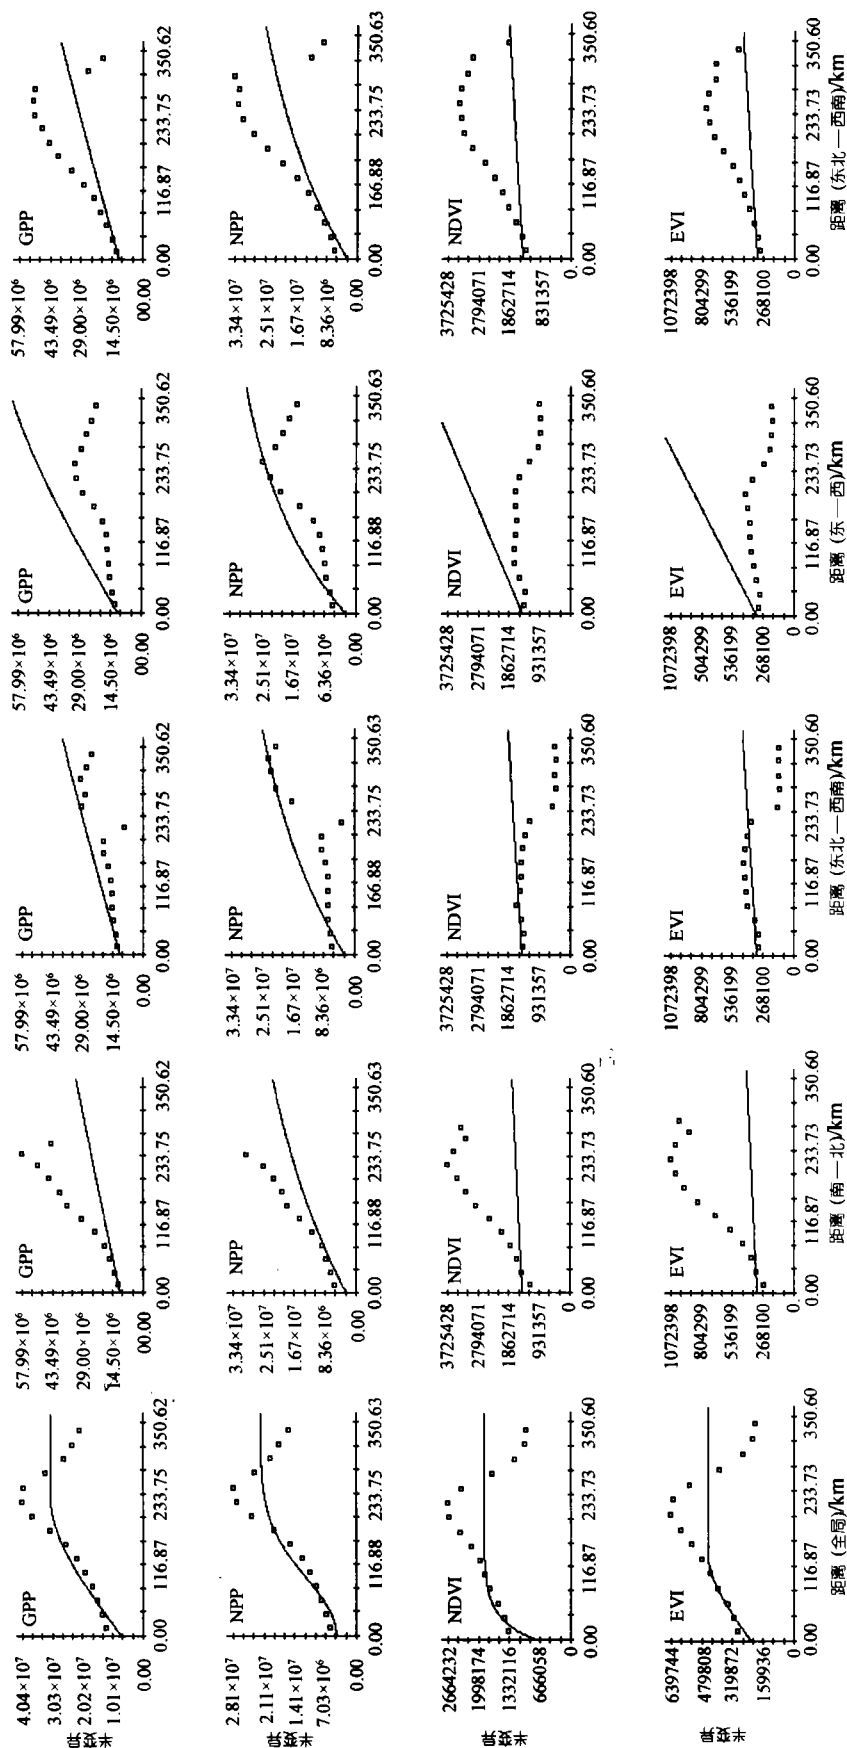 半变异
4.04×10⁷
3.03×10⁷
2.02×10⁷
1.01×10⁷
0.00
GPP
0.00 116.87 233.75 350.62
57.99×10⁶
43.49×10⁶
29.00×10⁶
14.50×10⁶
00.00
GPP
0.00 116.87 233.75 350.62
57.99×10⁶
43.49×10⁶
29.00×10⁶
14.50×10⁶
0.00
GPP
0.00 116.87 233.75 350.62
57.99×10⁶
43.49×10⁶
29.00×10⁶
14.50×10⁶
00.00
GPP
0.00 116.87 233.75 350.62
57.99×10⁶
43.49×10⁶
29.00×10⁶
14.50×10⁶
00.00
GPP
0.00 116.87 233.75 350.62
2.81×10⁷
2.11×10⁷
1.41×10⁷
7.03×10⁶
0.00
NPP
0.00 116.88 233.75 350.63
3.34×10⁷
2.51×10⁷
1.67×10⁷
8.36×10⁶
0.00
NPP
0.00 116.88 233.75 350.63
3.34×10⁷
2.51×10⁷
1.67×10⁷
8.36×10⁶
0.00
NPP
0.00 166.88 233.75 350.63
3.34×10⁷
2.51×10⁷
1.67×10⁷
6.36×10⁶
0.00
NPP
0.00 116.88 233.75 350.63
3.34×10⁷
2.51×10⁷
1.67×10⁷
8.36×10⁶
0.00
NPP
0.00 166.88 233.75 350.63
2664232
1998174
1332116
666058
0
NDVI
0.00 116.87 233.73 350.60
3725428
2794071
1862714
931357
0
NDVI
0.00 116.87 233.73 350.60
3725428
2794071
1862714
931357
0
NDVI
0.00 116.87 233.73 350.60
3725428
2794071
1862714
931357
0
NDVI
0.00 116.87 233.73 350.60
3725428
2794071
1862714
831357
0.
NDVI
0.00 116.87 233.73 350.60
半变异
639744
479808
319872
159936
0
EVI
0.00 116.87 233.73 350.60
距离 (全局)/km
1072398
804299
536199
268100
0
EVI
0.00 116.87 233.73 350.60
距离 (南—北)/km
1072398
804299
536199
268100
0
EVI
0.00 116.87 233.73 350.60
距离 (东北—西南)/km
1072398
504299
536199
268100
0
EVI
0.00 116.87 233.73 350.60
距离 (东—西)/km
1072398
804299
536199
268100
0
EVI
0.00 116.87 233.73 350.60
距离 (东北—西南)/km